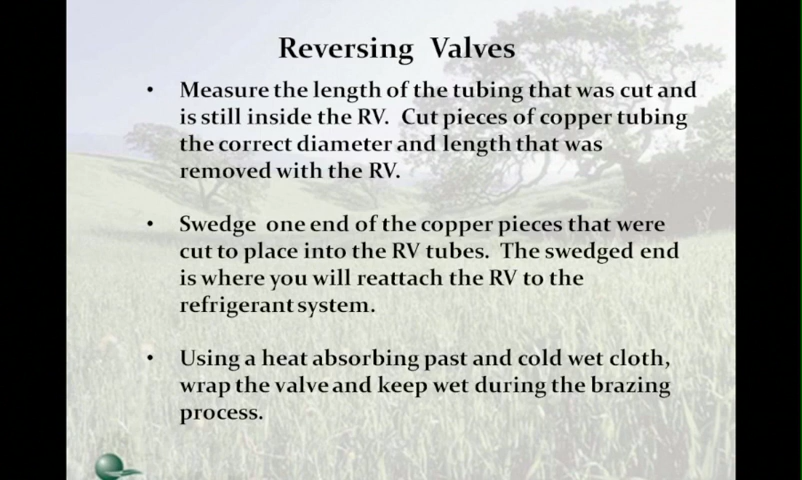 Reversing Valves
• Measure the length of the tubing that was cut and
is still inside the RV. Cut pieces of copper tubing
the correct diameter and length that was
removed with the RV.
• Swedge one end of the copper pieces that were
cut to place into the RV tubes. The swedged end
is where you will reattach the RV to the
refrigerant system.
• Using a heat absorbing past and cold wet cloth,
wrap the valve and keep wet during the brazing
process.